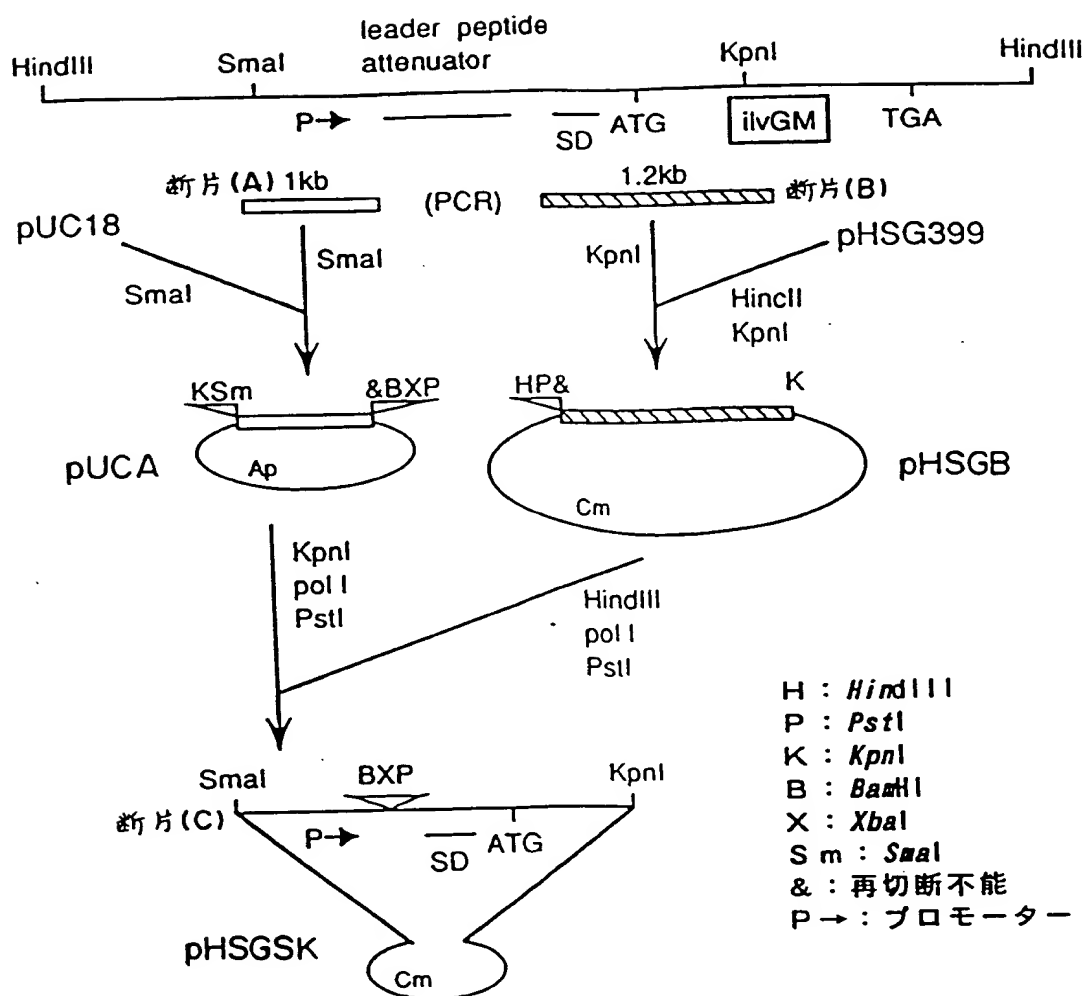 leader peptide
attenuator
HindIII SmaI KpnI HindIII
P→ SD ATG ilvGM TGA
断片(A) 1kb (PCR) 1.2kb 断片(B)
pUC18 pHSG399
SmaI SmaI KpnI HincII
KpnI
KSm &BXP HP& K
pUCA Ap Cm pHSGB
KpnI
pol I
PstI
HindIII
pol I
PstI
SmaI BXP KpnI
断片(C) P→ SD ATG
pHSGSK Cm
H : HindIII
P : PstI
K : KpnI
B : BamHI
X : XbaI
Sm : SmaI
& : 再切断不能
P→ : プロモーター